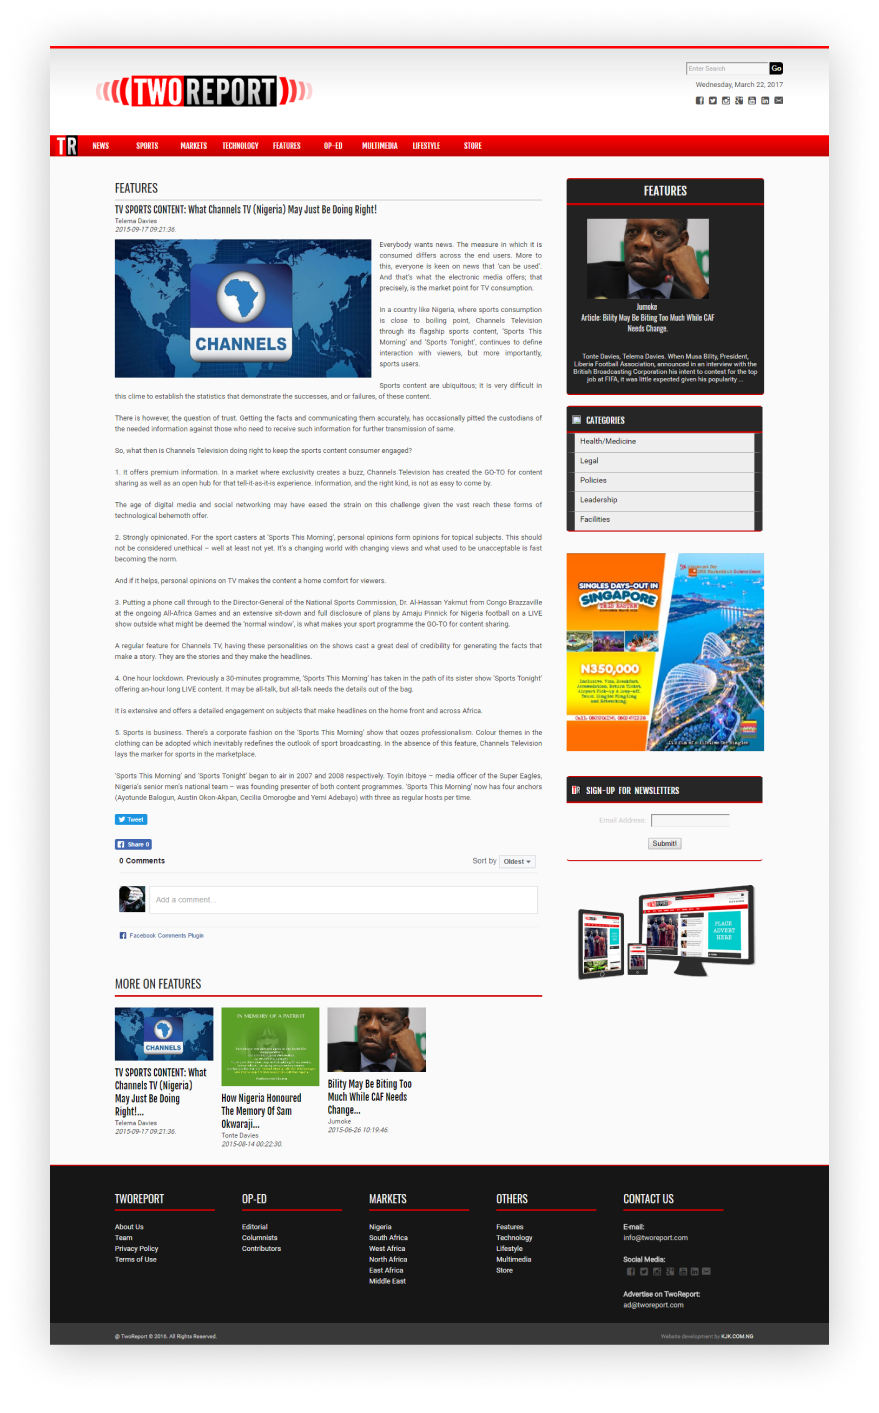 TWOREPORT
Enter Search
Go
Wednesday, March 22, 2017
TR
NEWS
SPORTS
MARKETS
TECHNOLOGY
FEATURES
OP-ED
MULTIMEDIA
LIFESTYLE
STORE
FEATURES
TV SPORTS CONTENT: What Channels TV (Nigeria) May Just Be Doing Right!
Telema Davies
2015-09-17 09:21:36.
CHANNELS
Everybody wants news. The measure in which it is
consumed differs across the end users. More to
this, everyone is keen on news that 'can be used'.
And that's what the electronic media offers; that
precisely, is the market point for TV consumption.
In a country like Nigeria, where sports consumption
is close to boiling point, Channels Television
through its flagship sports content, 'Sports This
Morning' and 'Sports Tonight', continues to define
interaction with viewers, but more importantly,
sports users.
Sports content are ubiquitous; it is very difficult in
this clime to establish the statistics that demonstrate the successes, and or failures, of these content.
There is however, the question of trust. Getting the facts and communicating them accurately, has occasionally pitted the custodians of
the needed information against those who need to receive such information for further transmission of same.
So, what then is Channels Television doing right to keep the sports content consumer engaged?
1. It offers premium information. In a market where exclusivity creates a buzz, Channels Television has created the GO-TO for content
sharing as well as an open hub for that tell-it-as-it-is experience. Information, and the right kind, is not as easy to come by.
The age of digital media and social networking may have eased the strain on this challenge given the vast reach these forms of
technological behemoth offer.
2. Strongly opinionated. For the sport casters at 'Sports This Morning', personal opinions form opinions for topical subjects. This should
not be considered unethical – well at least not yet. It's a changing world with changing views and what used to be unacceptable is fast
becoming the norm.
And if it helps, personal opinions on TV makes the content a home comfort for viewers.
3. Putting a phone call through to the Director-General of the National Sports Commission, Dr. Al-Hassan Yakmut from Congo Brazzaville
at the ongoing All-Africa Games and an extensive sit-down and full disclosure of plans by Amaju Pinnick for Nigeria football on a LIVE
show outside what might be deemed the 'normal window', is what makes your sport programme the GO-TO for content sharing.
A regular feature for Channels TV, having these personalities on the shows cast a great deal of credibility for generating the facts that
make a story. They are the stories and they make the headlines.
4. One hour lockdown. Previously a 30-minutes programme, 'Sports This Morning' has taken in the path of its sister show 'Sports Tonight'
offering an-hour long LIVE content. It may be all-talk, but all-talk needs the details out of the bag.
It is extensive and offers a detailed engagement on subjects that make headlines on the home front and across Africa.
5. Sports is business. There's a corporate fashion on the 'Sports This Morning' show that oozes professionalism. Colour themes in the
clothing can be adopted which inevitably redefines the outlook of sport broadcasting. In the absence of this feature, Channels Television
lays the marker for sports in the marketplace.
'Sports This Morning' and 'Sports Tonight' began to air in 2007 and 2008 respectively. Toyin Ibitoye – media officer of the Super Eagles,
Nigeria's senior men's national team – was founding presenter of both content programmes. 'Sports This Morning' now has four anchors
(Ayotunde Balogun, Austin Okon-Akpan, Cecilia Omorogbe and Yemi Adebayo) with three as regular hosts per time.
Tweet
Share 0
0 Comments
Sort by
Oldest
Add a comment...
Facebook Comments Plugin
MORE ON FEATURES
CHANNELS
TV SPORTS CONTENT: What
Channels TV (Nigeria)
May Just Be Doing
Right!...
Telema Davies
2015-09-17 09:21:36.
IN MEMORY OF A PATRIOT
How Nigeria Honoured
The Memory Of Sam
Okwaraji...
Tonte Davies
2015-08-14 00:22:30.
Bility May Be Biting Too
Much While CAF Needs
Change...
Jumoke
2015-06-26 10:19:46.
FEATURES
Jumoke
Article: Bility May Be Biting Too Much While CAF
Needs Change.
Tonte Davies, Telema Davies. When Musa Bility, President,
Liberia Football Association, announced in an interview with the
British Broadcasting Corporation his intent to contest for the top
job at FIFA, it was little expected given his popularity ...
CATEGORIES
Health/Medicine
Legal
Policies
Leadership
Facilities
SINGLES DAYS-OUT IN
SINGAPORE
THIS EASTER
N350,000
SIGN-UP FOR NEWSLETTERS
Email Address:
Submit!
PLACE
ADVERT
HERE
TWOREPORT
About Us
Team
Privacy Policy
Terms of Use
OP-ED
Editorial
Columnists
Contributors
MARKETS
Nigeria
South Africa
West Africa
North Africa
East Africa
Middle East
OTHERS
Features
Technology
Lifestyle
Multimedia
Store
CONTACT US
E-mail:
info@tworeport.com
Social Media:
Advertise on TwoReport:
ad@tworeport.com
@ TwoReport © 2016. All Rights Reserved.
Website development by KJK.COM.NG